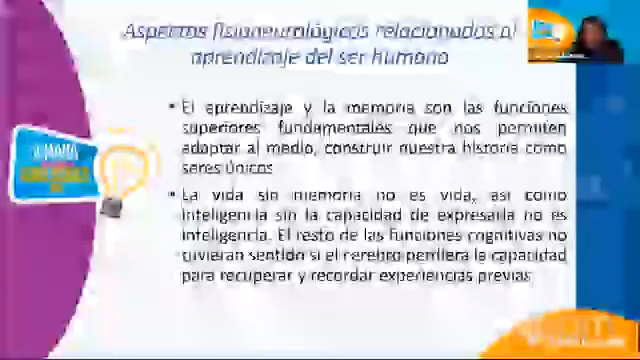 Aspectos fisioneurológicos relacionados al
aprendizaje del ser humano
• El aprendizaje y la memoria son las funciones
superiores fundamentales que nos permiten
adaptar al medio, construir nuestra historia como
seres únicos
• La vida sin memoria no es vida, así como
inteligencia sin la capacidad de expresarla no es
inteligencia. El resto de las funciones cognitivas no
tuvieran sentido si el cerebro perdiera la capacidad
para recuperar y recordar experiencias previas